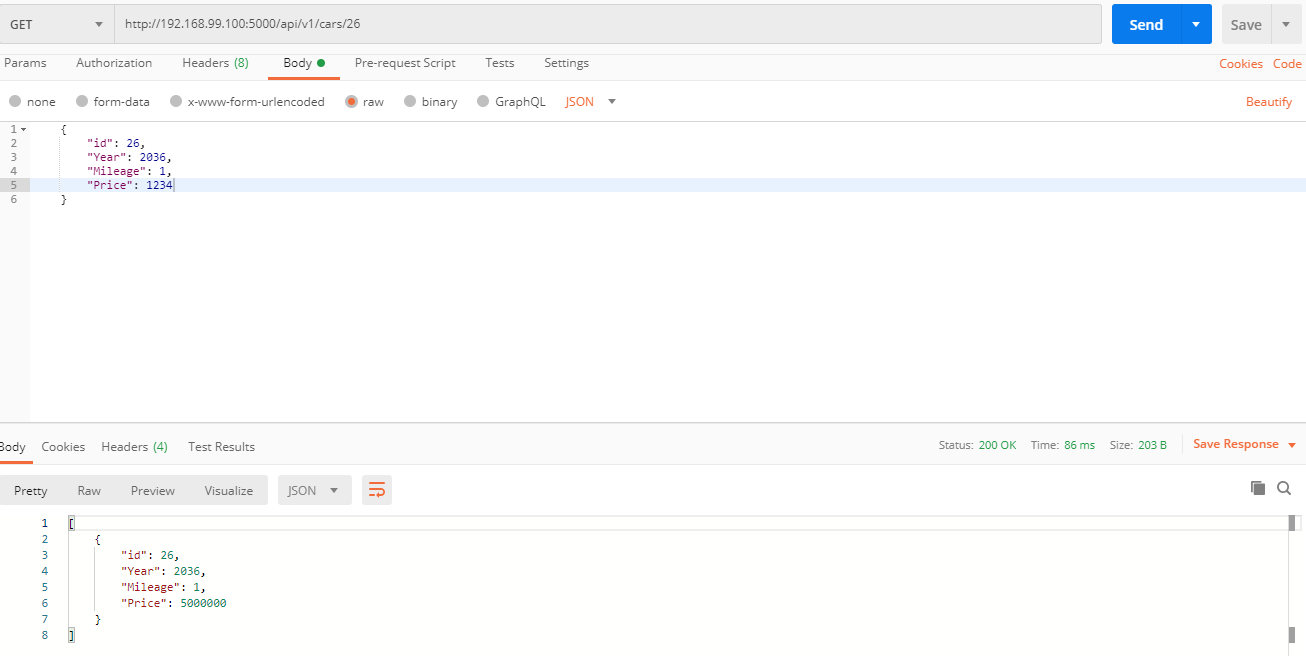 GET http://192.168.99.100:5000/api/v1/cars/26 Send Save
Params Authorization Headers (8) Body Pre-request Script Tests Settings Cookies Code
none form-data x-www-form-urlencoded raw binary GraphQL JSON Beautify
1 {
2 "id": 26,
3 "Year": 2036,
4 "Mileage": 1,
5 "Price": 1234
6 }
Body Cookies Headers (4) Test Results Status: 200 OK Time: 86 ms Size: 203 B Save Response
Pretty Raw Preview Visualize JSON
1 [
2 {
3 "id": 26,
4 "Year": 2036,
5 "Mileage": 1,
6 "Price": 5000000
7 }
8 ]